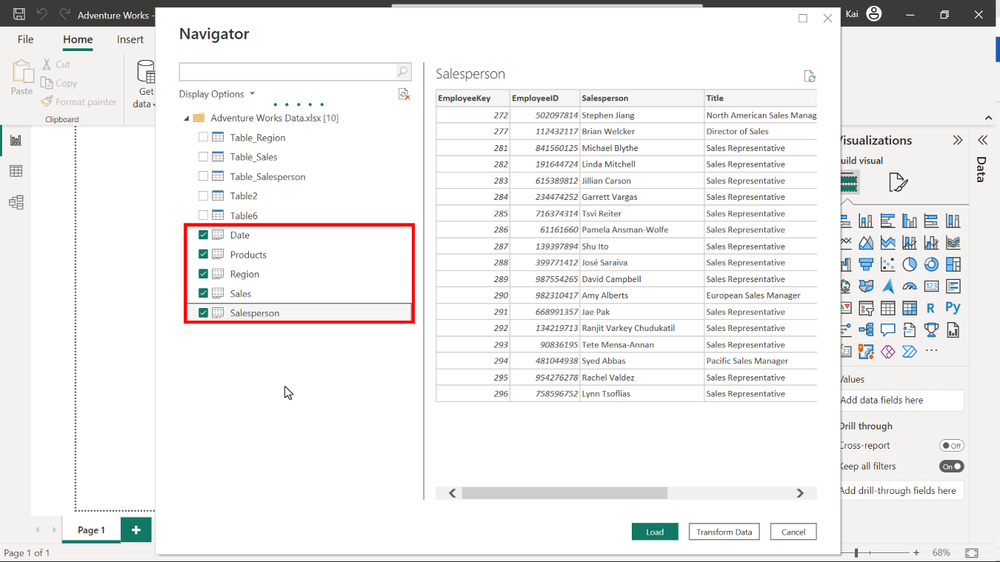 Adventure Works -
Kai
File
Home
Insert
Paste
Cut
Copy
Format painter
Clipboard
Get
data
Navigator
Display Options
Adventure Works Data.xlsx [10]
Table_Region
Table_Sales
Table_Salesperson
Table2
Table6
Date
Products
Region
Sales
Salesperson
Salesperson
EmployeeKey EmployeeID Salesperson Title
272 502097814 Stephen Jiang North American Sales Manag
277 112432117 Brian Welcker Director of Sales
281 841560125 Michael Blythe Sales Representative
282 191644724 Linda Mitchell Sales Representative
283 615389812 Jillian Carson Sales Representative
284 234474252 Garrett Vargas Sales Representative
285 716374314 Tsvi Reiter Sales Representative
286 61161660 Pamela Ansman-Wolfe Sales Representative
287 139397894 Shu Ito Sales Representative
288 399771412 José Saraiva Sales Representative
289 987554265 David Campbell Sales Representative
290 982310417 Amy Alberts European Sales Manager
291 668991357 Jae Pak Sales Representative
292 134219713 Ranjit Varkey Chudukatil Sales Representative
293 90836195 Tete Mensa-Annan Sales Representative
294 481044938 Syed Abbas Pacific Sales Manager
295 954276278 Rachel Valdez Sales Representative
296 758596752 Lynn Tsoflias Sales Representative
Load
Transform Data
Cancel
isualizations
uild visual
Data
123
R
Py
123
Values
Add data fields here
Drill through
Cross-report
Off
Keep all filters
On
Add drill-through fields here
Page 1
Page 1 of 1
68%